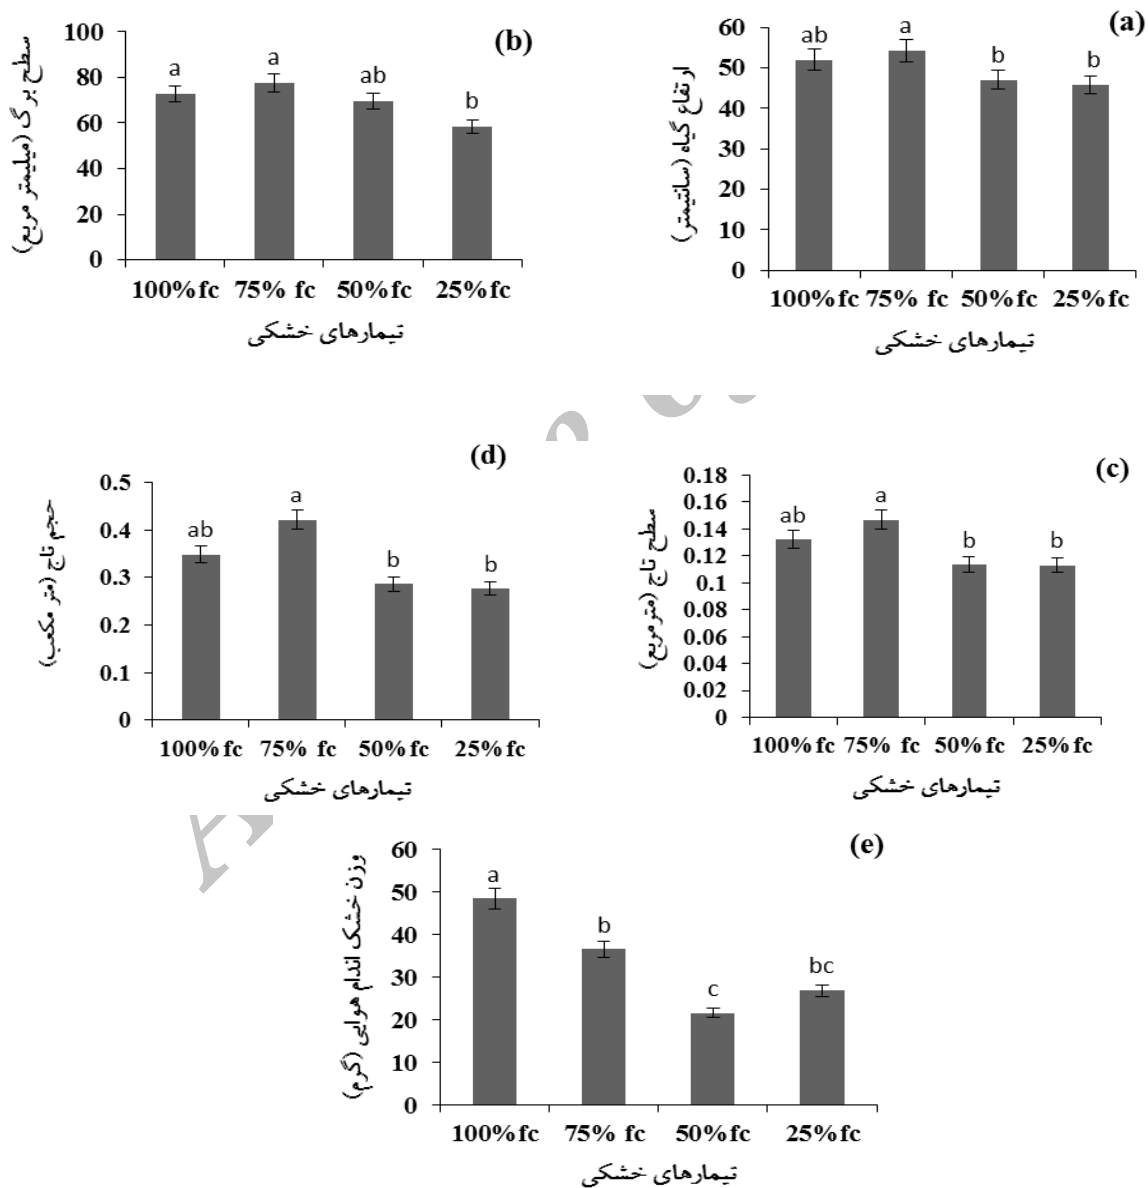 (a)
ارتفاع گیاه (سانتیمتر)
60
50
40
30
20
10
0
ab
a
b
b
100%fc 75% fc 50%fc 25%fc
تیمارهای خشکی
(b)
سطح برگ (میلیمتر مربع)
100
80
60
40
20
0
a
a
ab
b
100%fc 75% fc 50%fc 25%fc
تیمارهای خشکی
(c)
سطح تاج (مترمربع)
0.18
0.16
0.14
0.12
0.1
0.08
0.06
0.04
0.02
0
ab
a
b
b
100%fc 75% fc 50%fc 25%fc
تیمارهای خشکی
(d)
حجم تاج (متر مکعب)
0.5
0.4
0.3
0.2
0.1
0
ab
a
b
b
100%fc 75% fc 50%fc 25%fc
تیمارهای خشکی
(e)
وزن خشک اندام هوایی (گرم)
60
50
40
30
20
10
0
a
b
c
bc
100%fc 75% fc 50%fc 25%fc
تیمارهای خشکی